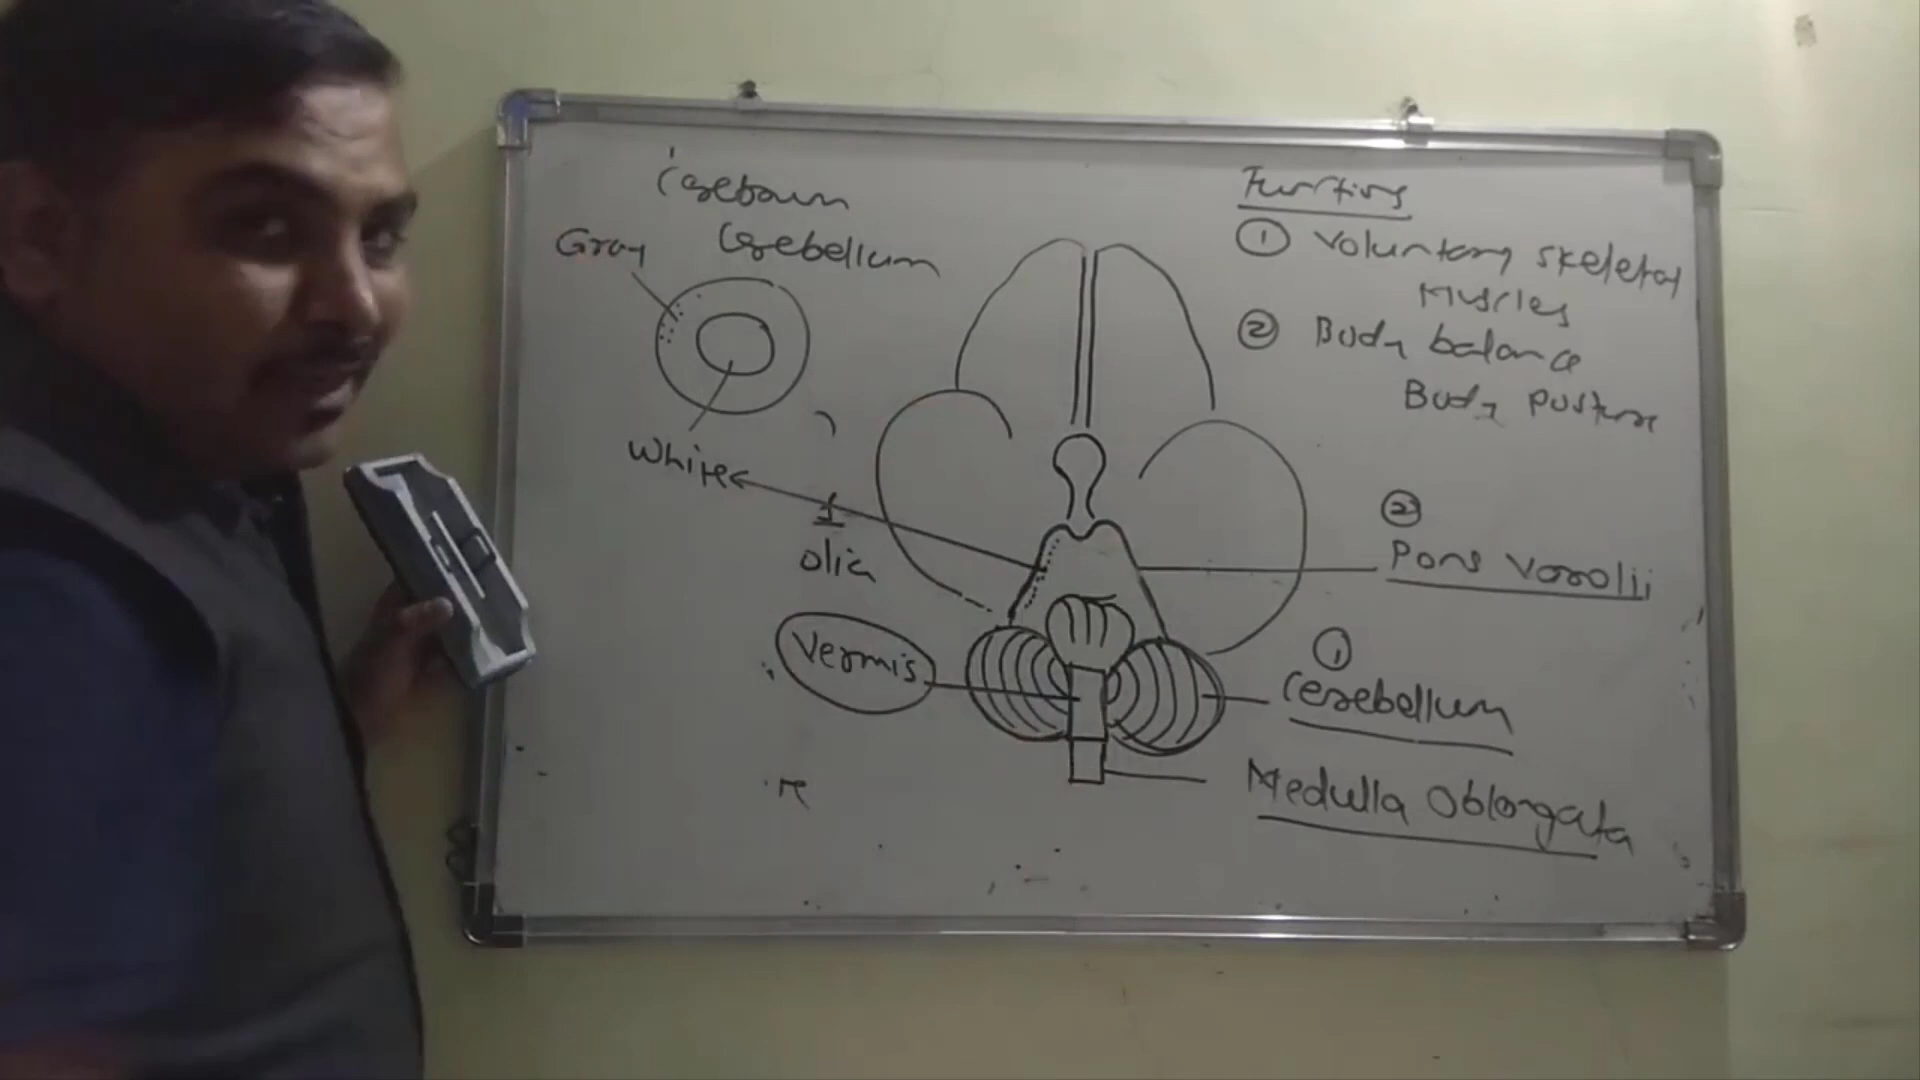 Cerebrum
Cerebellum
Gray
White
Vermis
Functions
① Voluntary skeletal
Muscles
② Body balance
Body posture
②
Pons Varolii
①
Cerebellum
Medulla Oblongata